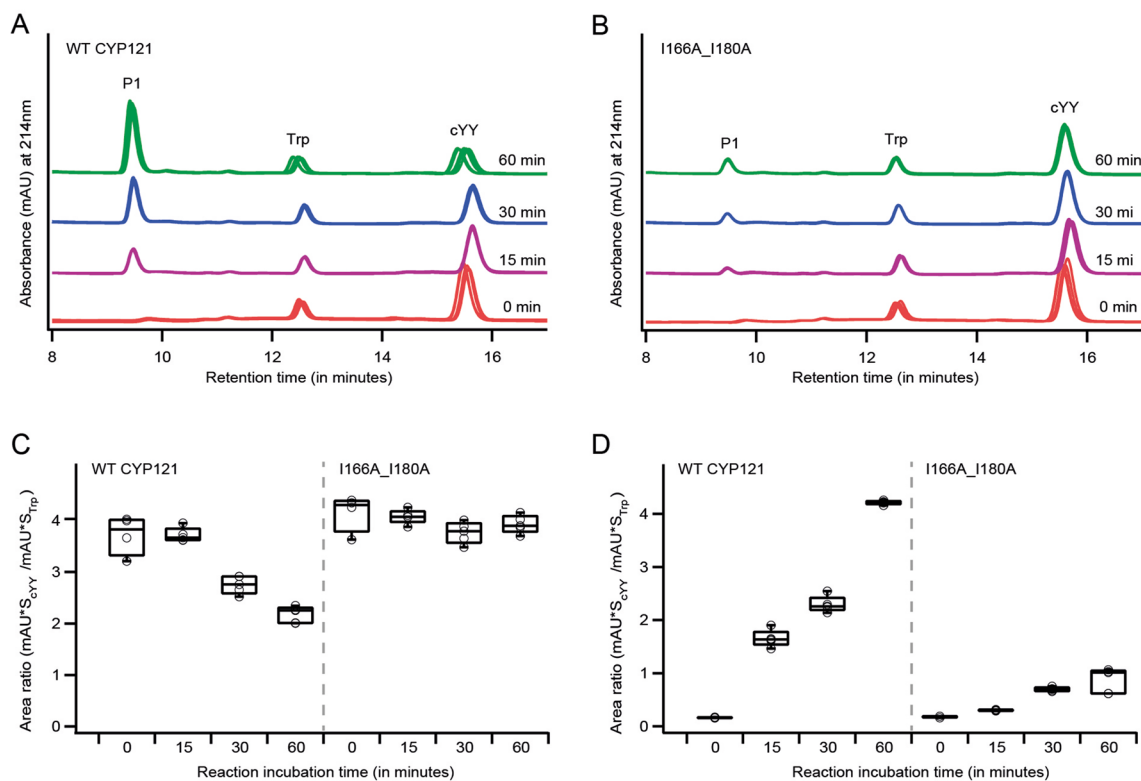 A
WT CYP121
P1
Trp
cYY
60 min
30 min
15 min
0 min
Absorbance (mAU) at 214nm
8 10 12 14 16
Retention time (in minutes)
B
I166A_I180A
P1
Trp
cYY
60 min
30 mi
15 mi
0 min
Absorbance (mAU) at 214nm
8 10 12 14 16
Retention time (in minutes)
C
WT CYP121 I166A_I180A
Area ratio (mAU*ScYY /mAU*STrp)
4
3
2
1
0
0 15 30 60 0 15 30 60
Reaction incubation time (in minutes)
D
WT CYP121 I166A_I180A
Area ratio (mAU*ScYY /mAU*STrp)
4
3
2
1
0
0 15 30 60 0 15 30 60
Reaction incubation time (in minutes)